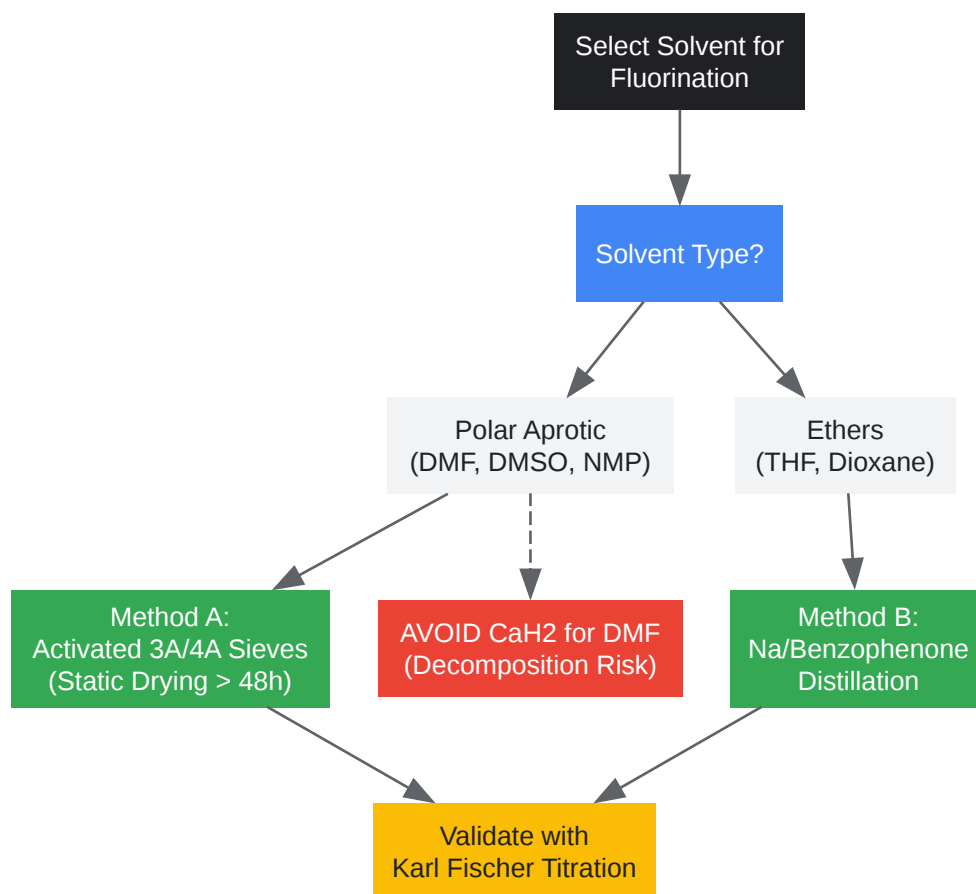 Select Solvent for
Fluorination
Solvent Type?
Polar Aprotic
(DMF, DMSO, NMP)
Ethers
(THF, Dioxane)
Method A:
Activated 3A/4A Sieves
(Static Drying > 48h)
AVOID CaH2 for DMF
(Decomposition Risk)
Method B:
Na/Benzophenone
Distillation
Validate with
Karl Fischer Titration